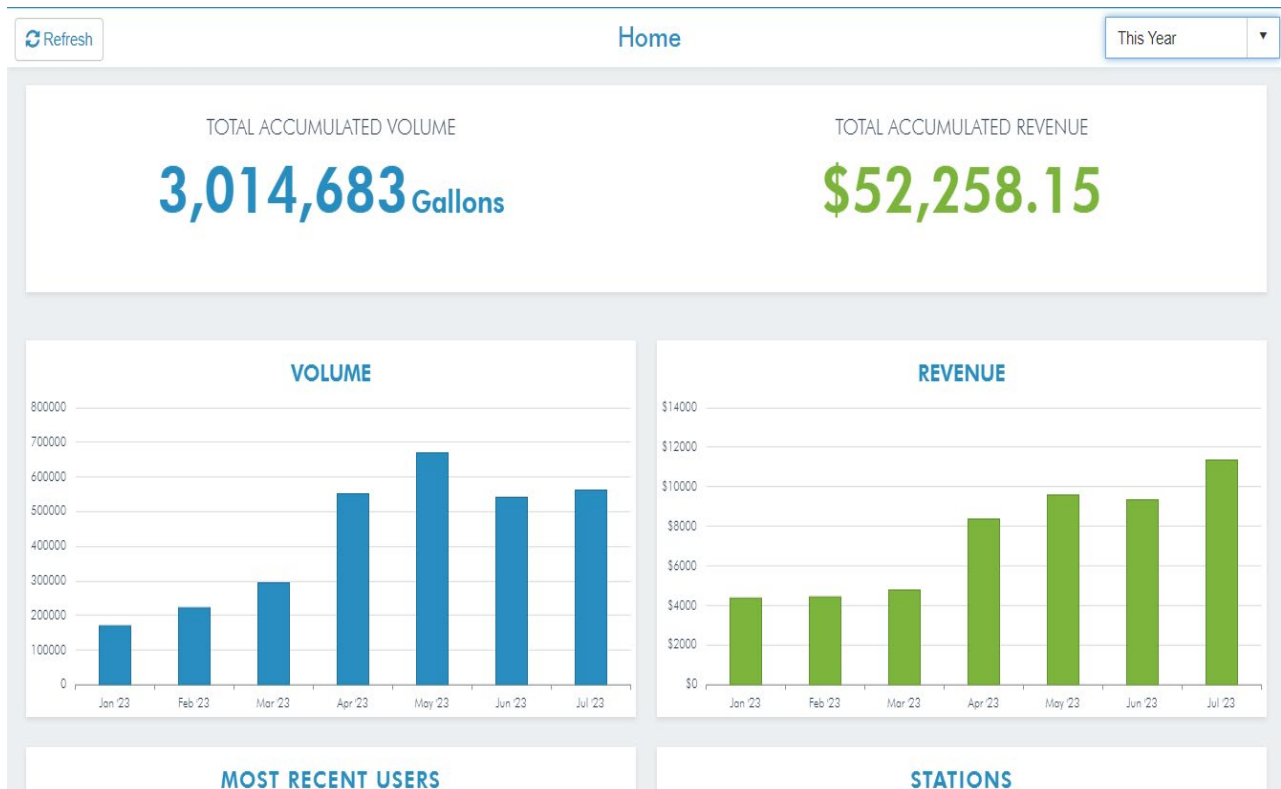 Refresh
Home
This Year
TOTAL ACCUMULATED VOLUME
3,014,683 Gallons
TOTAL ACCUMULATED REVENUE
$52,258.15
VOLUME
800000
700000
600000
500000
400000
300000
200000
100000
0
Jan '23 Feb '23 Mar '23 Apr '23 May '23 Jun '23 Jul '23
REVENUE
$14000
$12000
$10000
$8000
$6000
$4000
$2000
$0
Jan '23 Feb '23 Mar '23 Apr '23 May '23 Jun '23 Jul '23
MOST RECENT USERS
STATIONS